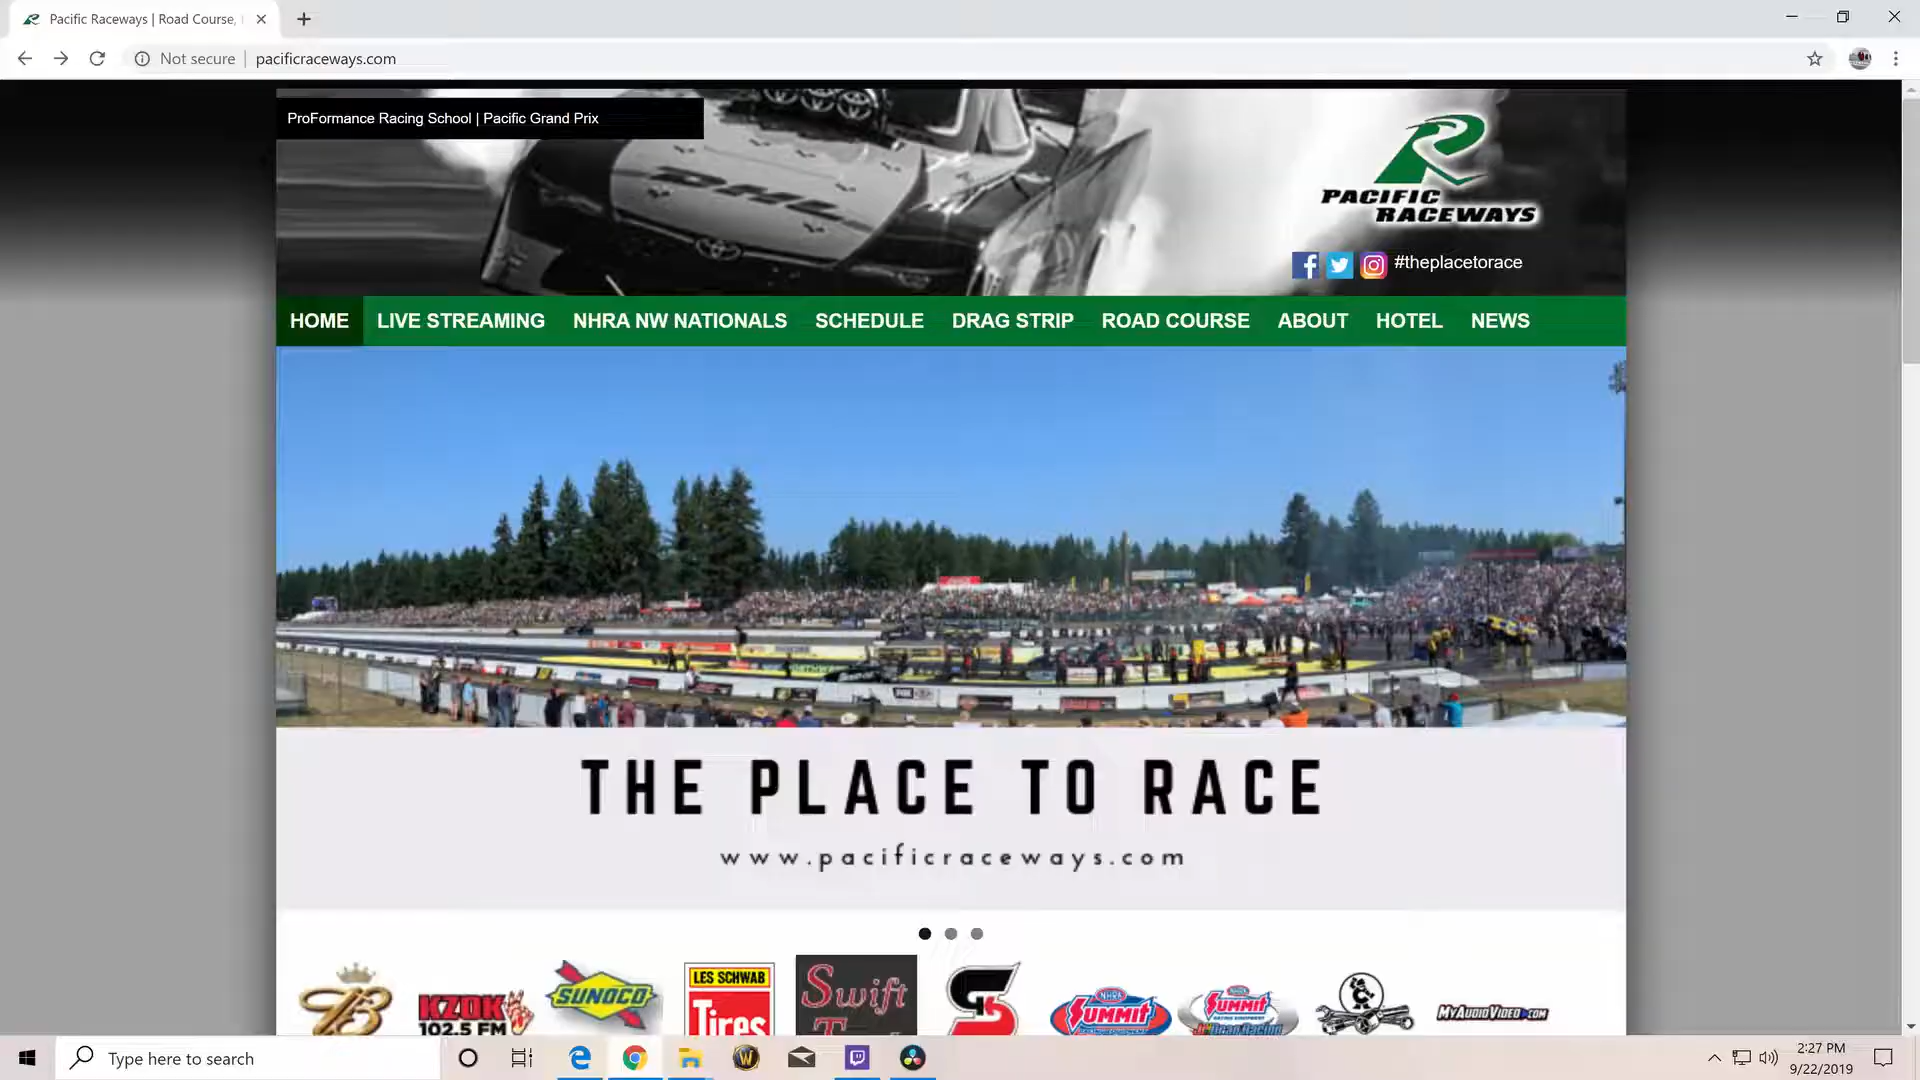 Pacific Raceways | Road Course,
Not secure | pacificraceways.com
ProFormance Racing School | Pacific Grand Prix
DHL
PACIFIC
RACEWAYS
#theplacetorace
HOME LIVE STREAMING NHRA NW NATIONALS SCHEDULE DRAG STRIP ROAD COURSE ABOUT HOTEL NEWS
THE PLACE TO RACE
www.pacificraceways.com
B
KZOK
102.5 FM
SUNOCO
LES SCHWAB
Tires
Swift
NHRA
SUMMIT
SUMMIT
MYAUDIOVIDEO.COM
Type here to search
2:27 PM
9/22/2019